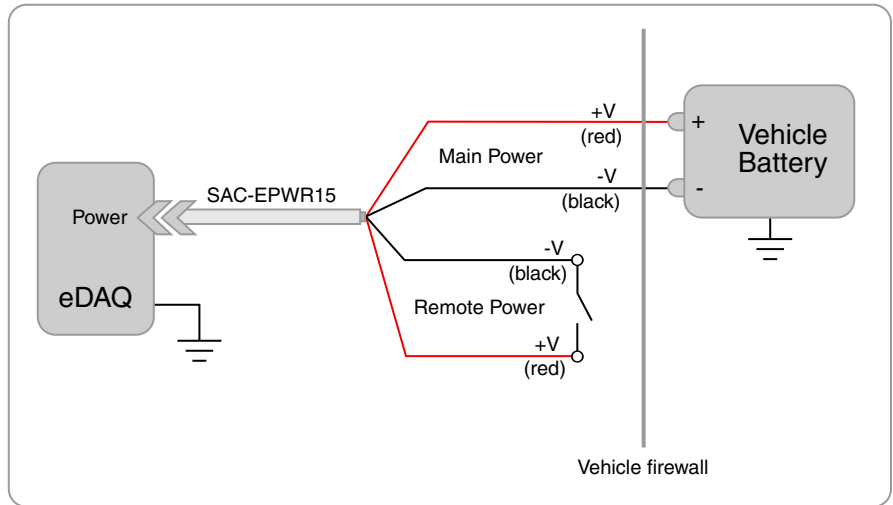 +V
(red)
+
Vehicle
Battery
Main Power
-V
(black)
-
SAC-EPWR15
Power
eDAQ
-V
(black)
Remote Power
+V
(red)
Vehicle firewall